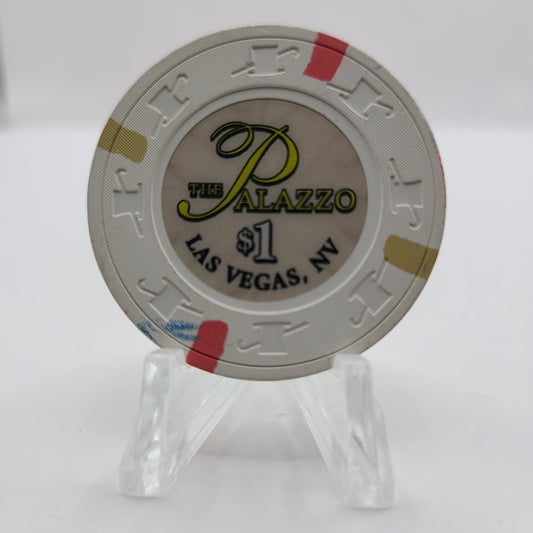 THE PALAZZO
$1
LAS VEGAS, NV